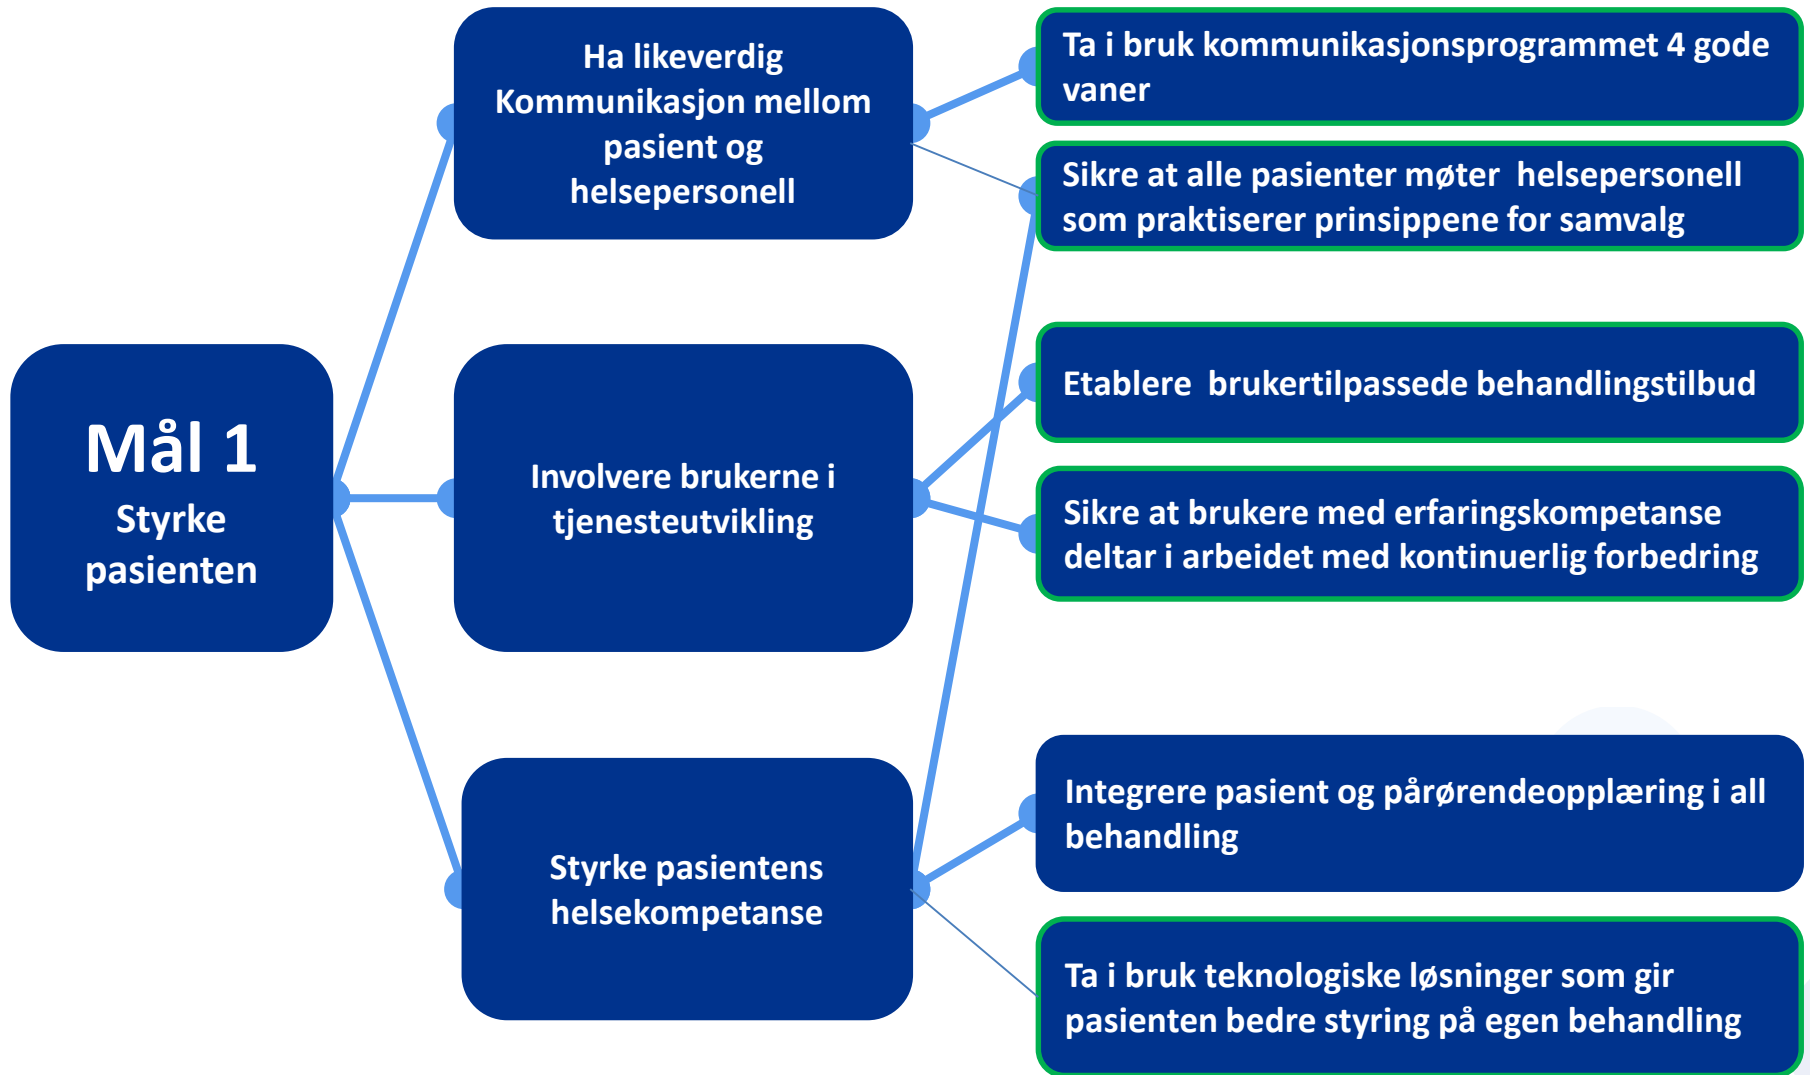 Mål 1
Styrke
pasienten
Ha likeverdig
Kommunikasjon mellom
pasient og
helsepersonell
Involvere brukerne i
tjenesteutvikling
Styrke pasientens
helsekompetanse
Ta i bruk kommunikasjonsprogrammet 4 gode
vaner
Sikre at alle pasienter møter  helsepersonell
som praktiserer prinsippene for samvalg
Etablere  brukertilpassede behandlingstilbud
Sikre at brukere med erfaringskompetanse
deltar i arbeidet med kontinuerlig forbedring
Integrere pasient og pårørendeopplæring i all
behandling
Ta i bruk teknologiske løsninger som gir
pasienten bedre styring på egen behandling